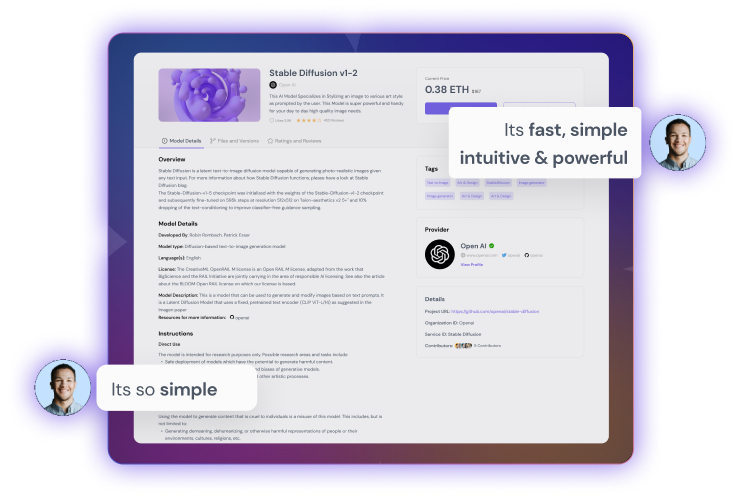 Stable Diffusion v1-2
Open AI
This AI Model Specializes in Stylizing an image to various art style
as prompted by the user. This Model is super powerful and handy
for your day to day high quality image needs.
Current Price
0.38 ETH
Its fast, simple
intuitive & powerful
Model Details
Files and Versions
Ratings and Reviews
Overview
Stable Diffusion is a latent text-to-image diffusion model capable of generating photo-realistic images given
any text input. For more information about how Stable Diffusion functions, please have a look at Stable
Diffusion blog.
The Stable-Diffusion-v1-5 checkpoint was initialized with the weights of the Stable-Diffusion-v1-2 checkpoint
and subsequently fine-tuned on 595k steps at resolution 512x512 on "laion-aesthetics v2 5+" and 10%
dropping of the text-conditioning to improve classifier-free guidance sampling.
Model Details
Developed By: Robin Rombach, Patrick Esser
Model type: Diffusion-based text-to-image generation model
Language(s): English
License: The CreativeML OpenRAIL M license is an Open RAIL M license, adapted from the work that
BigScience and the RAIL Initiative are jointly carrying in the area of responsible AI licensing. See also the article
about the BLOOM Open RAIL license on which our license is based.
Model Description: This is a model that can be used to generate and modify images based on text prompts. It
is a Latent Diffusion Model that uses a fixed, pretrained text encoder (CLIP ViT-L/14) as suggested in the
Imagen paper
Resources for more information: openai
Instructions
Direct Use
The model is intended for research purposes only. Possible research areas and tasks include
• Safe deployment of models which have the potential to generate harmful content
and biases of generative models.
other artistic processes.
Its so simple
Using the model to generate content that is cruel to individuals is a misuse of this model. This includes, but is
not limited to:
• Generating demeaning, dehumanizing, or otherwise harmful representations of people or their
environments, cultures, religions, etc.
Tags
Text to image
Art & Design
StableDiffusion
Image generator
Image generator
Art & Design
Art & Design
Provider
Open AI
www.openai.com
openai
openai
View Profile
Details
Project URL: https://github.com/openai/stable-diffusion
Organization ID: OpenAI
Service ID: Stable Diffusion
Contributors: 6 Contributors